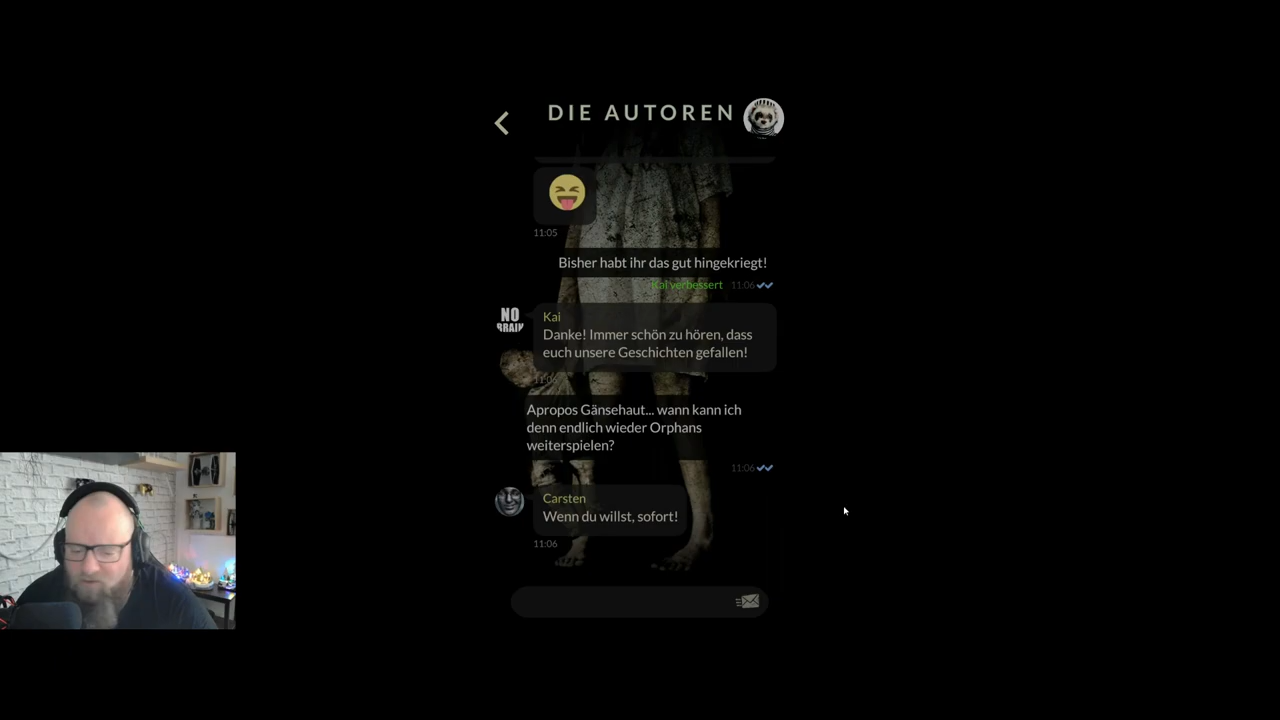 DIE AUTOREN
11:05
Bisher habt ihr das gut hingekriegt!
Kai verbessert 11:06
NO
BRAIN
Kai
Danke! Immer schön zu hören, dass
euch unsere Geschichten gefallen!
11:06
Apropos Gänsehaut... wann kann ich
denn endlich wieder Orphans
weiterspielen?
11:06
Carsten
Wenn du willst, sofort!
11:06